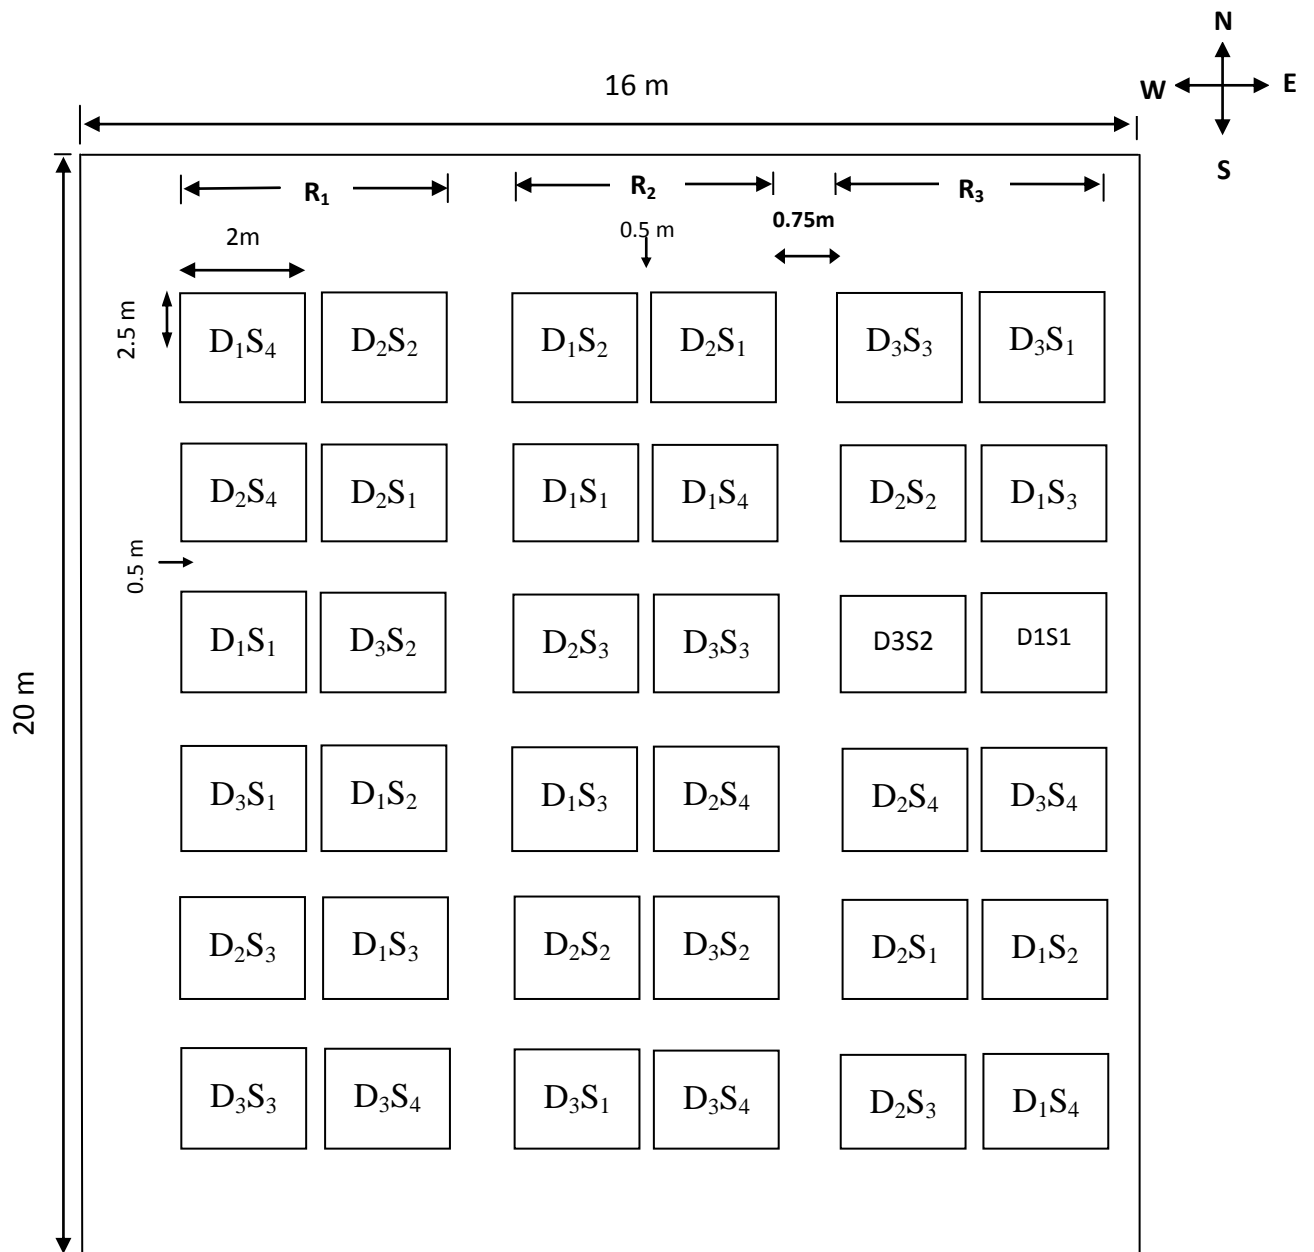 N
16 m
W E
S
R₁ R₂ R₃
0.75m
0.5 m
2m
2.5 m
D₁S₄ D₂S₂ D₁S₂ D₂S₁ D₃S₃ D₃S₁
D₂S₄ D₂S₁ D₁S₁ D₁S₄ D₂S₂ D₁S₃
0.5 m
D₁S₁ D₃S₂ D₂S₃ D₃S₃ D3S2 D1S1
20 m
D₃S₁ D₁S₂ D₁S₃ D₂S₄ D₂S₄ D₃S₄
D₂S₃ D₁S₃ D₂S₂ D₃S₂ D₂S₁ D₁S₂
D₃S₃ D₃S₄ D₃S₁ D₃S₄ D₂S₃ D₁S₄